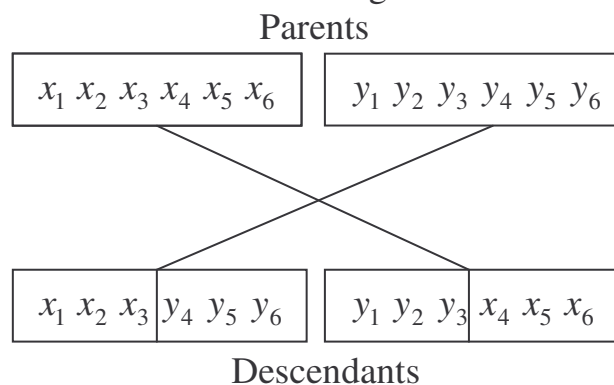 Parents
x₁ x₂ x₃ x₄ x₅ x₆ y₁ y₂ y₃ y₄ y₅ y₆
x₁ x₂ x₃ y₄ y₅ y₆ y₁ y₂ y₃ x₄ x₅ x₆
Descendants